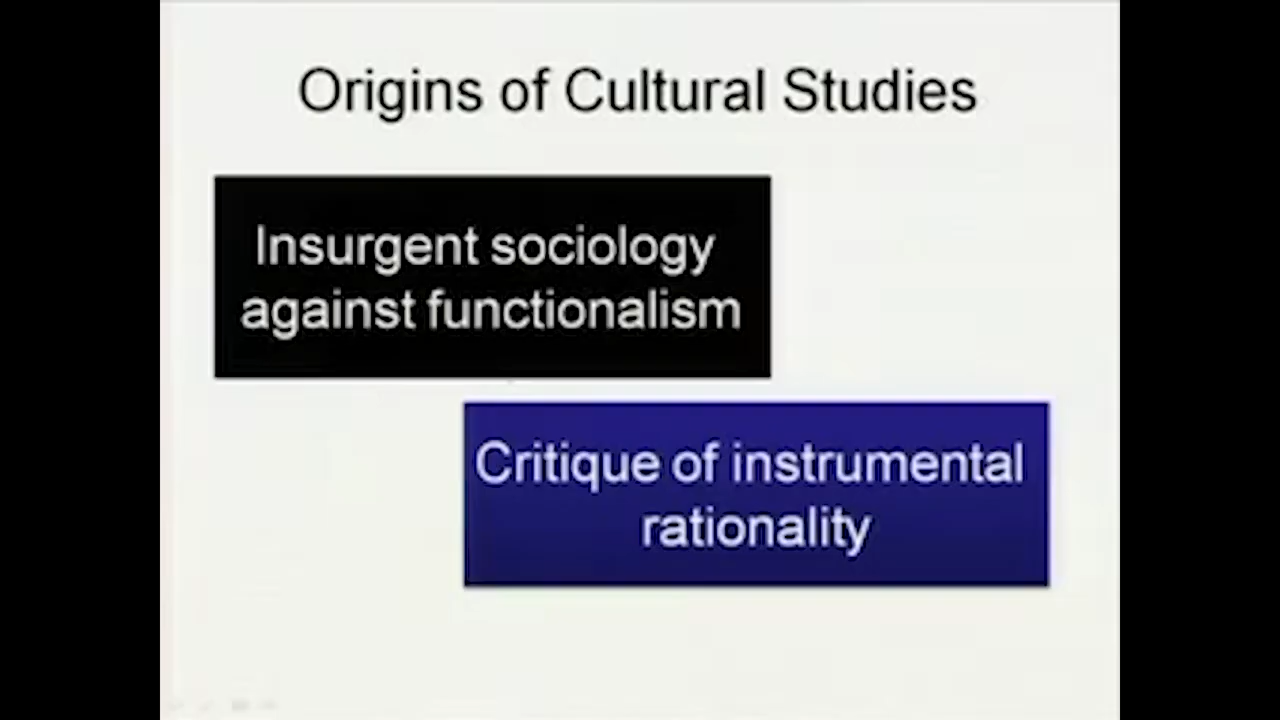 Origins of Cultural Studies
Insurgent sociology
against functionalism
Critique of instrumental
rationality